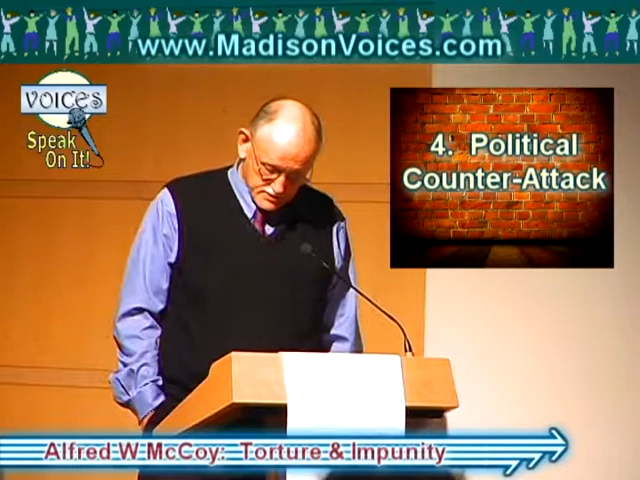 www.MadisonVoices.com
VOICES
Speak
On It!
4. Political
Counter-Attack
Alfred W McCoy: Torture & Impunity